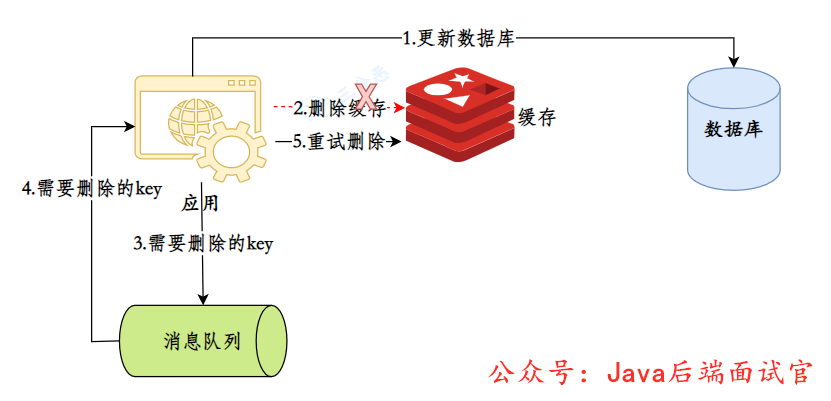 1.更新数据库
2.删除缓存
缓存
数据库
5.重试删除
4.需要删除的key
应用
3.需要删除的key
消息队列
公众号：Java后端面试官